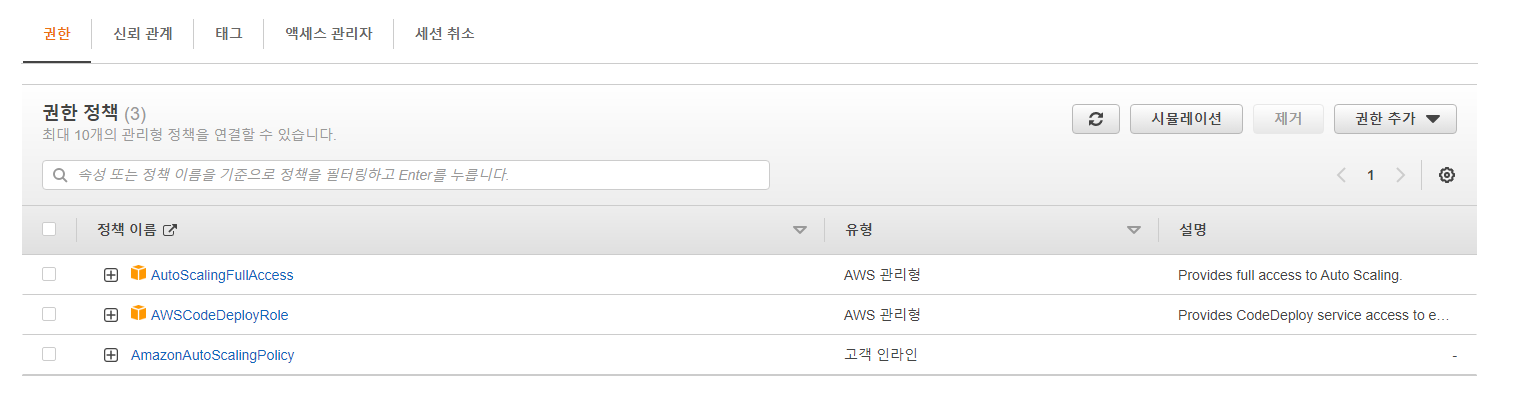 권한 신뢰 관계 태그 액세스 관리자 세션 취소
권한 정책 (3)
최대 10개의 관리형 정책을 연결할 수 있습니다.
시뮬레이션 제거 권한 추가
속성 또는 정책 이름을 기준으로 정책을 필터링하고 Enter를 누릅니다.
1
정책 이름 유형 설명
AutoScalingFullAccess AWS 관리형 Provides full access to Auto Scaling.
AWSCodeDeployRole AWS 관리형 Provides CodeDeploy service access to e…
AmazonAutoScalingPolicy 고객 인라인 -